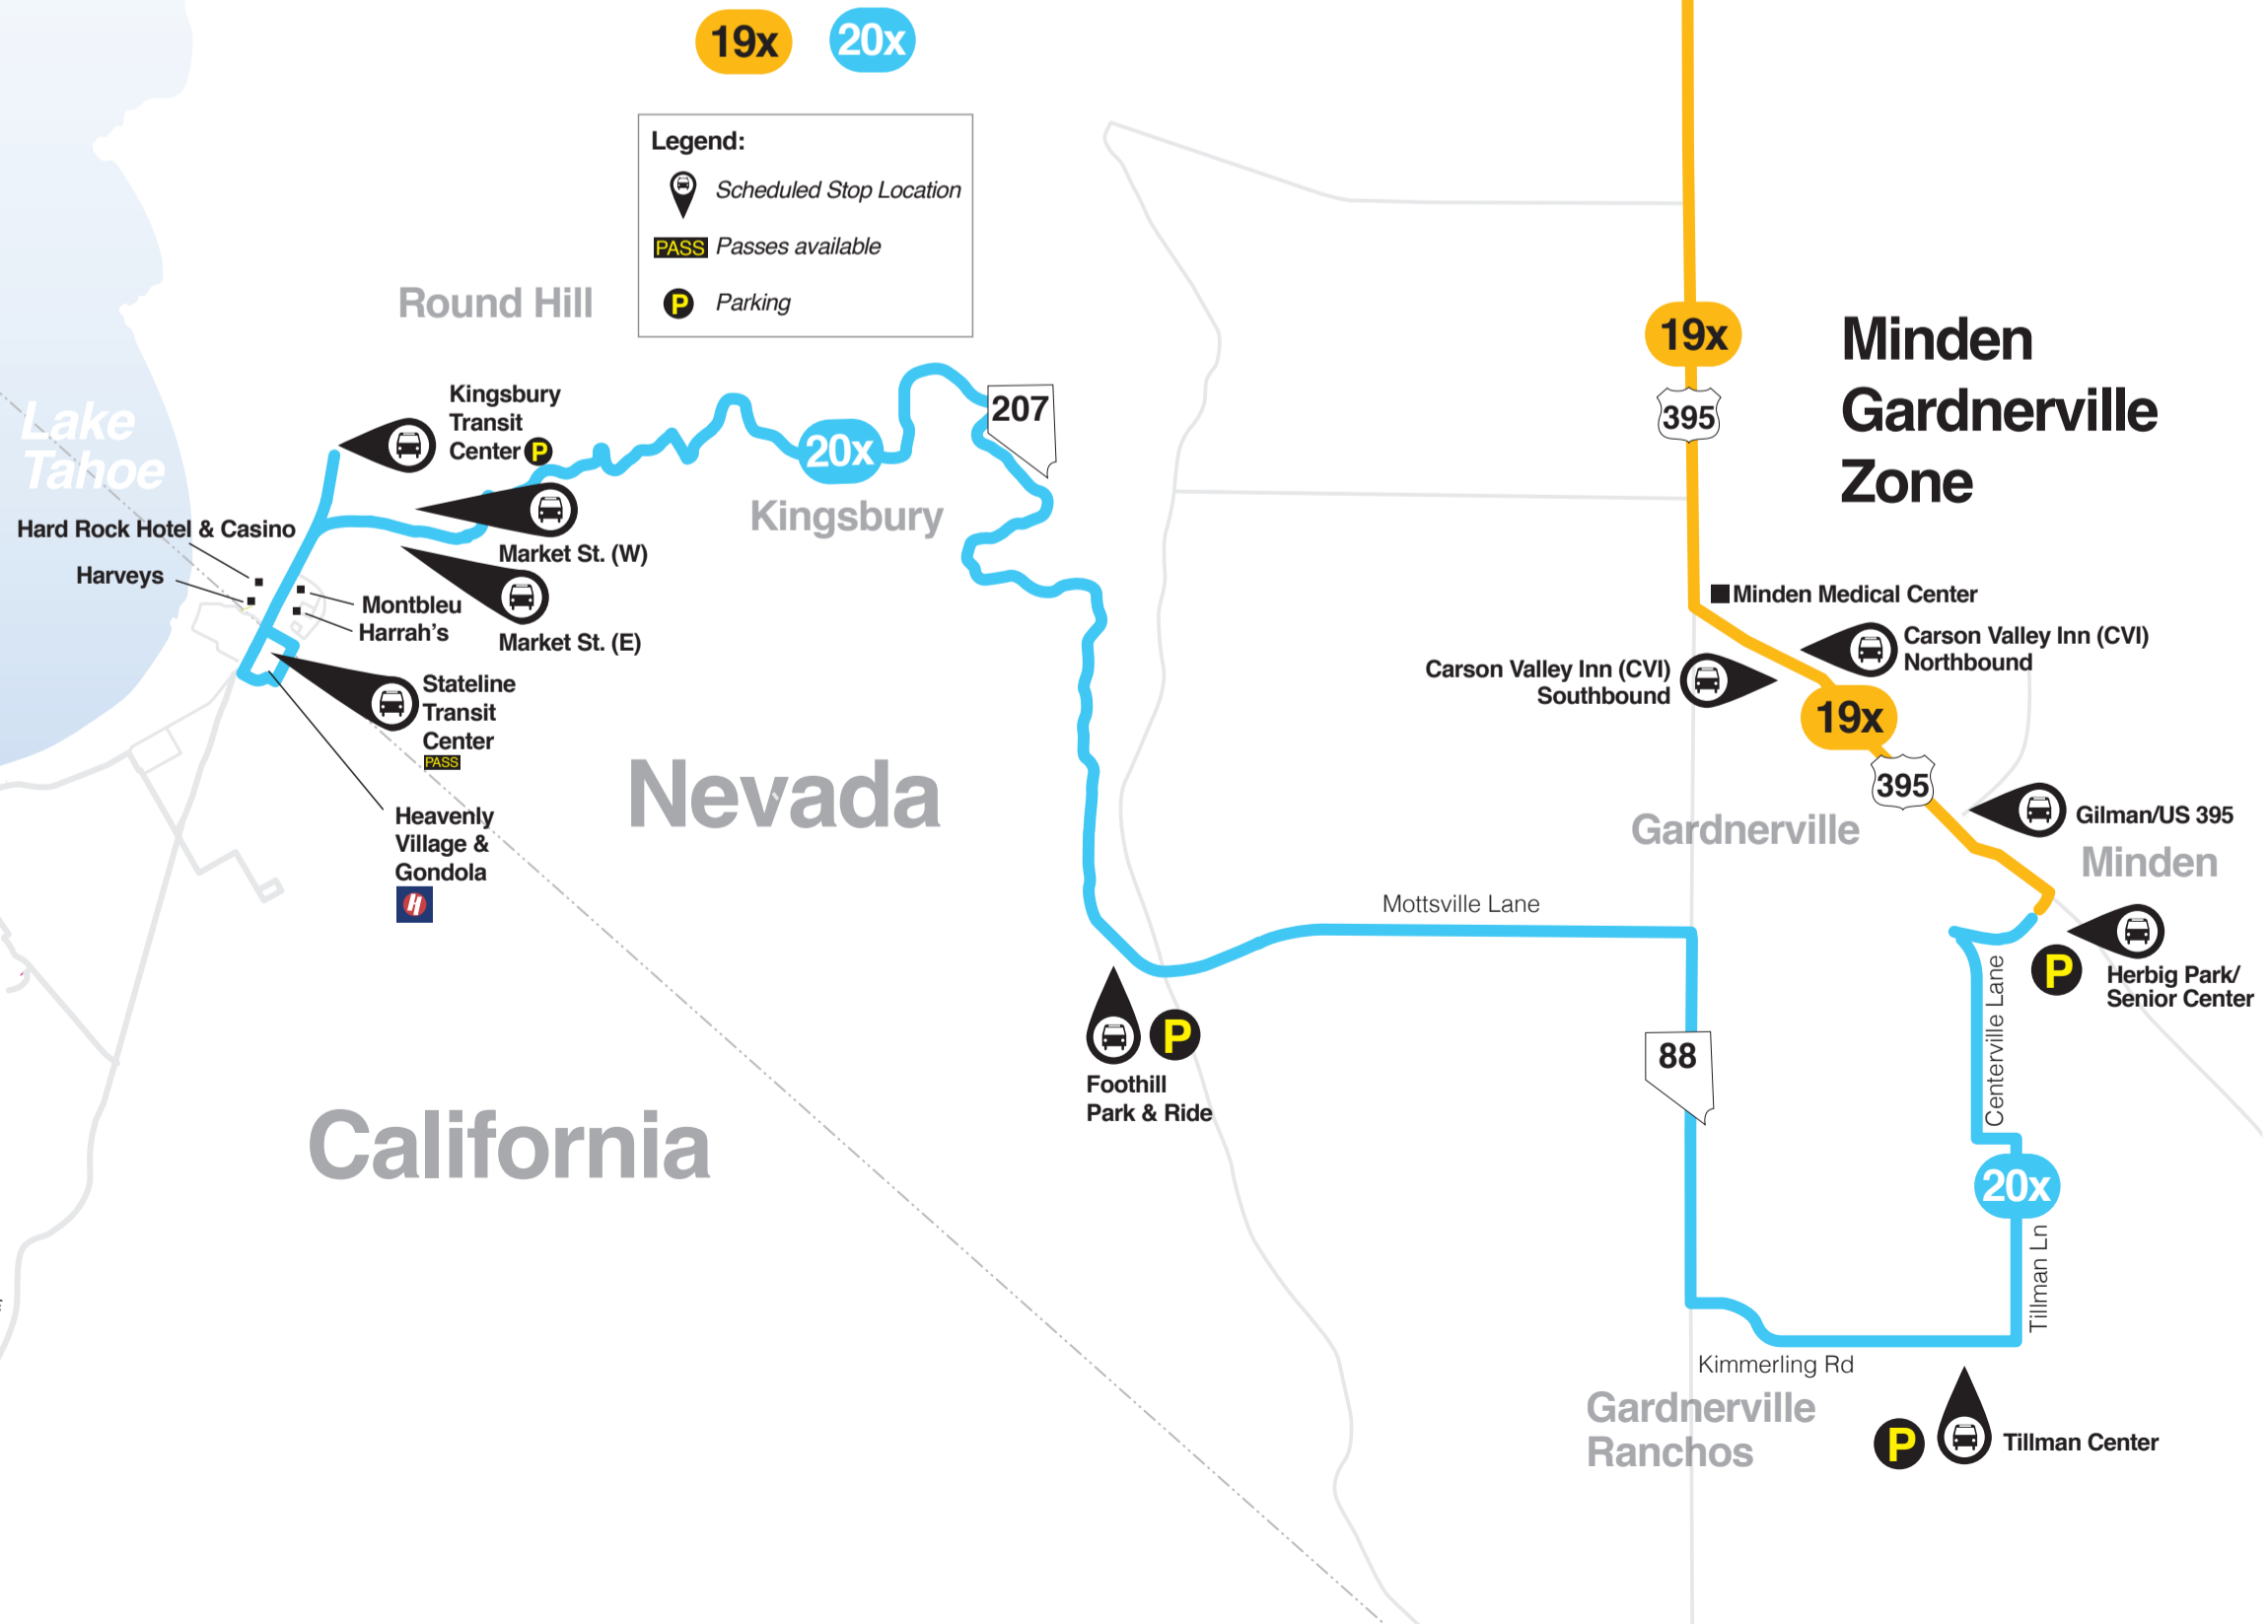 19x
20x
Legend:
Scheduled Stop Location
PASS Passes available
P Parking
Round Hill
19x
Minden
Gardnerville
Zone
395
Lake
Tahoe
Kingsbury
Transit
Center P
207
20x
Kingsbury
Hard Rock Hotel & Casino
Harveys
Market St. (W)
Montbleu
Harrah's
Market St. (E)
Minden Medical Center
Carson Valley Inn (CVI)
Northbound
Carson Valley Inn (CVI)
Southbound
Stateline
Transit
Center
PASS
19x
Nevada
395
Heavenly
Village &
Gondola
H
Gardnerville
Gilman/US 395
Minden
Mottsville Lane
Herbig Park/
Senior Center
P
Centerville Lane
P
Foothill
Park & Ride
88
California
20x
Tillman Ln
Kimmerling Rd
Gardnerville
Ranchos
P
Tillman Center